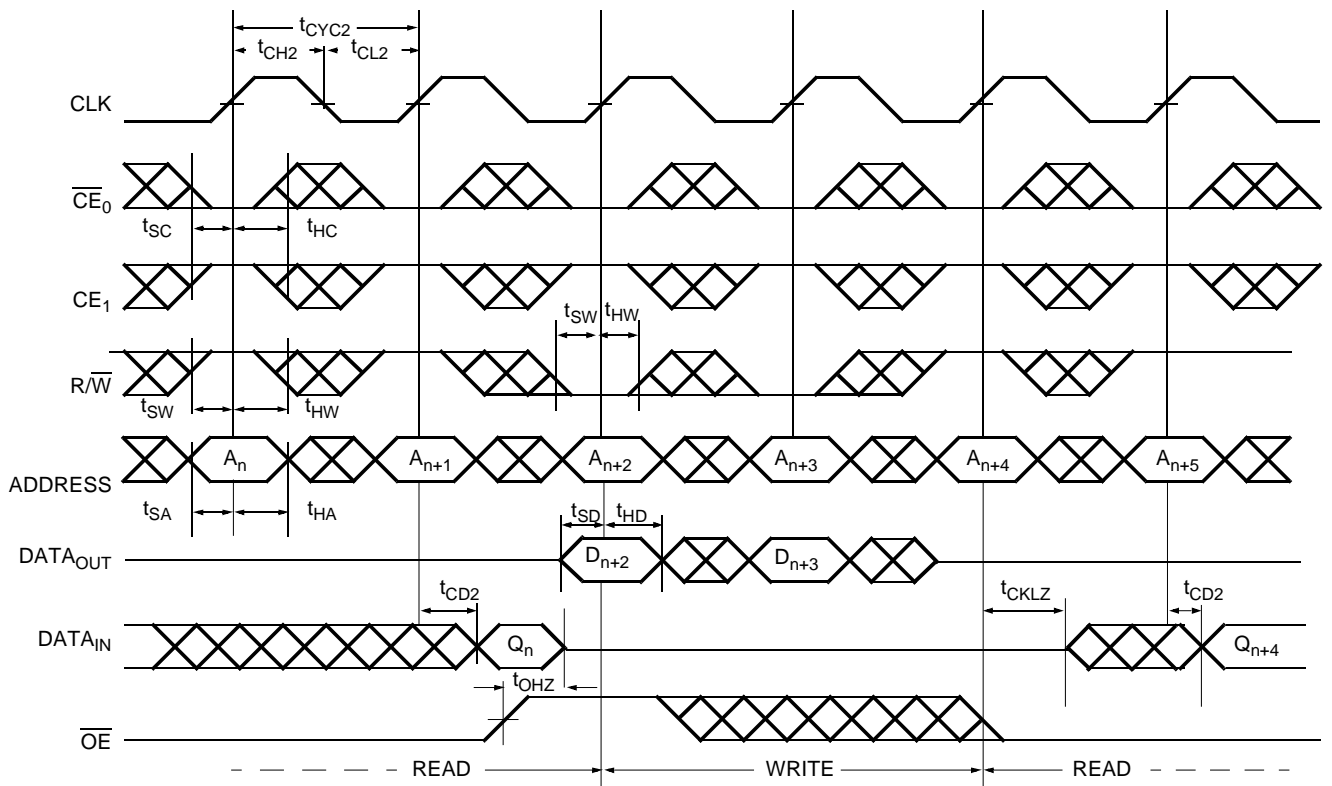 tCYC2
tCH2 tCL2
CLK
CE0
tSC tHC
CE1
tSW tHW
R/W
tSW tHW
An An+1 An+2 An+3 An+4 An+5
ADDRESS
tSA tHA tSD tHD
DATAOUT Dn+2 Dn+3
tCD2 tCKLZ tCD2
DATAIN Qn Qn+4
tOHZ
OE
READ WRITE READ